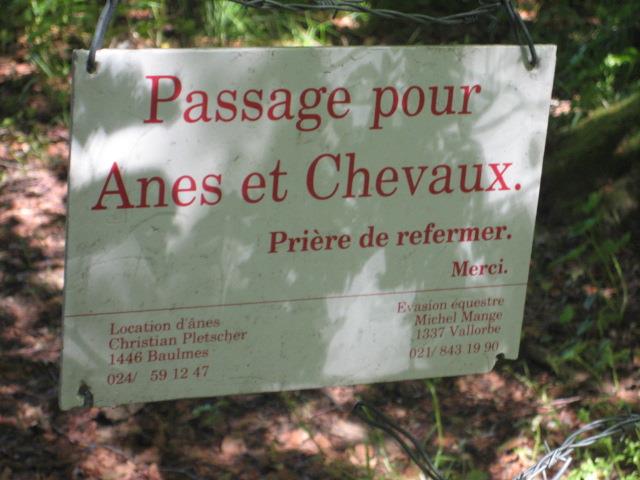 Passage pour
Anes et Chevaux.
Prière de refermer.
Merci.
Location d'ânes
Christian Pletscher
1446 Baulmes
024/ 59 12 47
Evasion équestre
Michel Mange
1337 Vallorbe
021/ 843 19 90